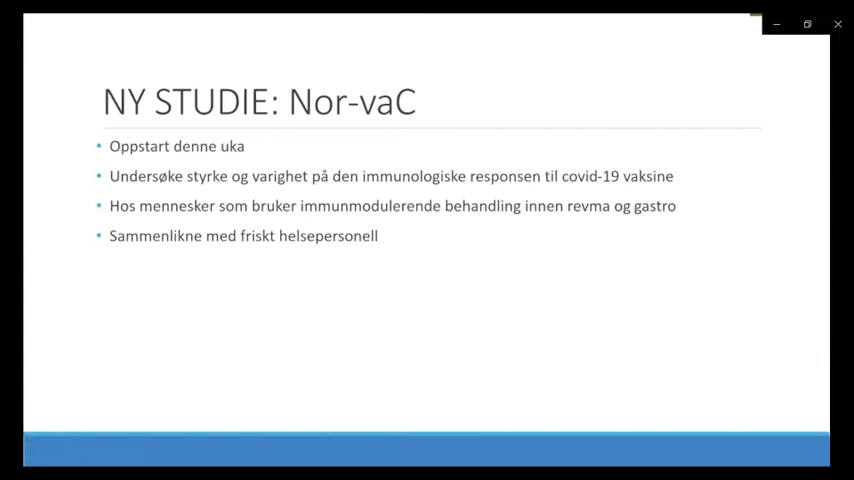 NY STUDIE: Nor-vaC
• Oppstart denne uka
• Undersøke styrke og varighet på den immunologiske responsen til covid-19 vaksine
• Hos mennesker som bruker immunmodulerende behandling innen revma og gastro
• Sammenlikne med friskt helsepersonell